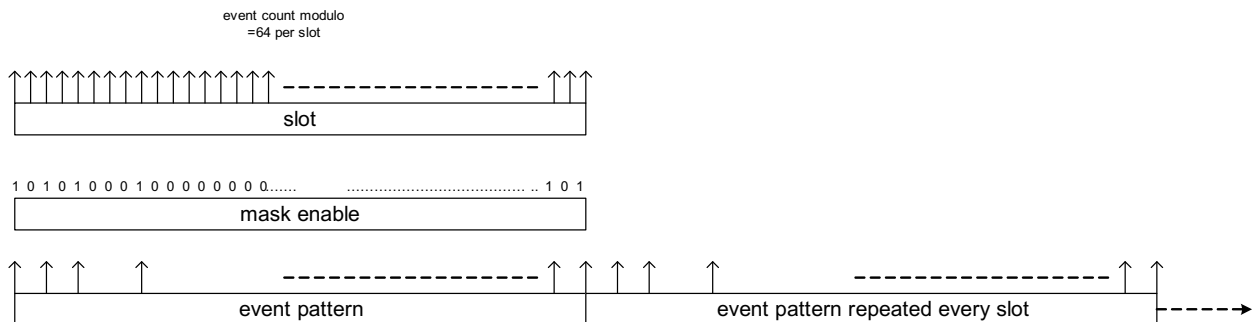 event count modulo
=64 per slot
slot
1 0 1 0 1 0 0 0 1 0 0 0 0 0 0 0 0....... ....................................... .. 1 0 1
mask enable
event pattern
event pattern repeated every slot